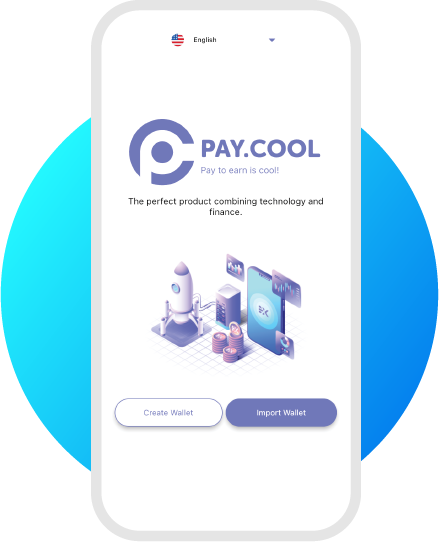 English
PAY.COOL
Pay to earn is cool!
The perfect product combining technology and
finance.
Create Wallet
Import Wallet